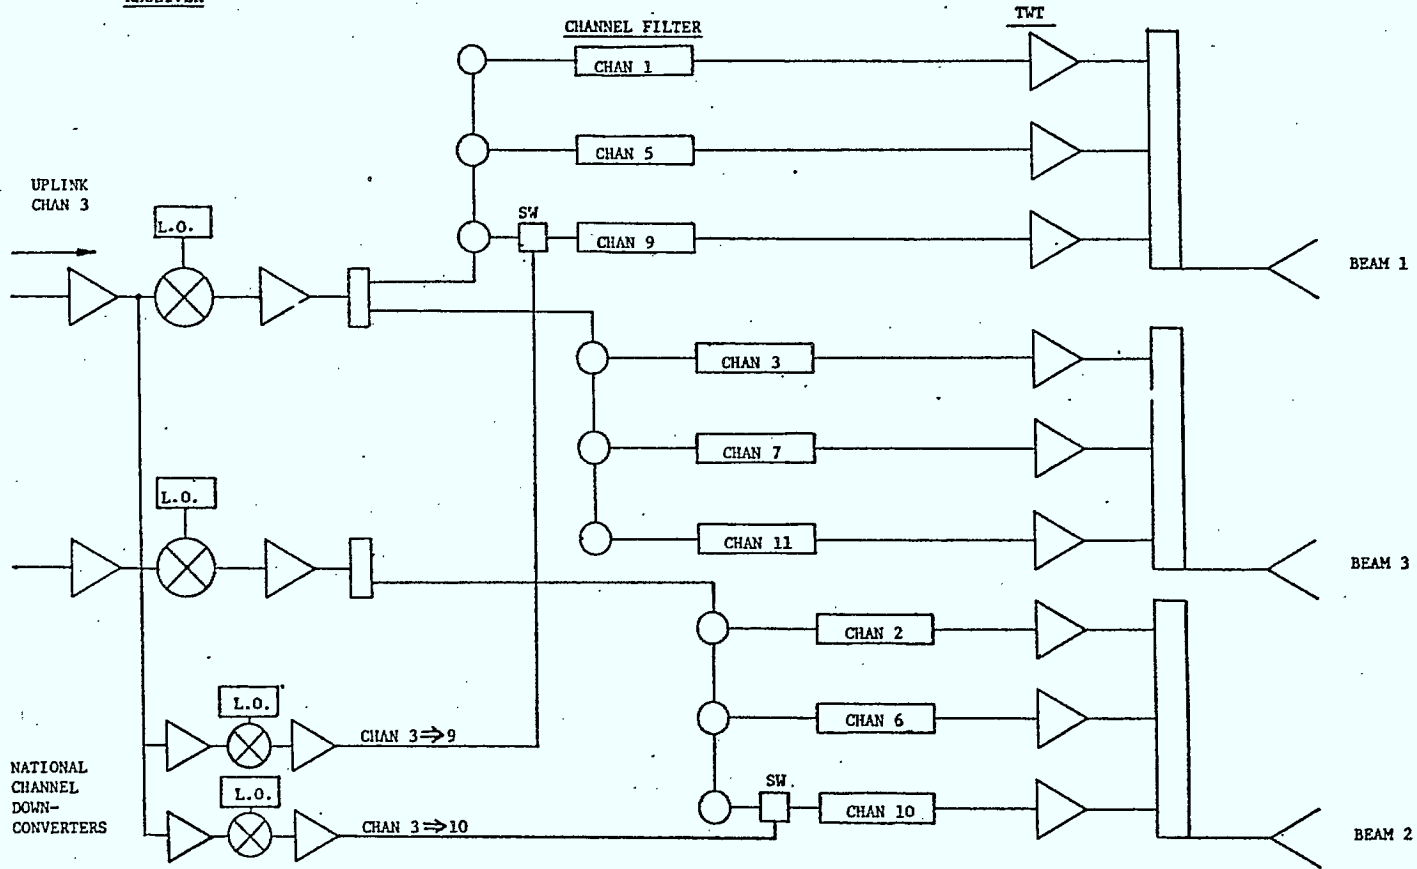 CHANNEL FILTER
TWT
CHAN 1
CHAN 5
UPLINK
CHAN 3
L.O.
SW
CHAN 9
BEAM 1
CHAN 3
CHAN 7
L.O.
CHAN 11
BEAM 3
CHAN 2
L.O.
CHAN 6
CHAN 3⇒9
NATIONAL
CHANNEL
DOWN-
CONVERTERS
L.O.
SW.
CHAN 10
CHAN 3⇒10
BEAM 2